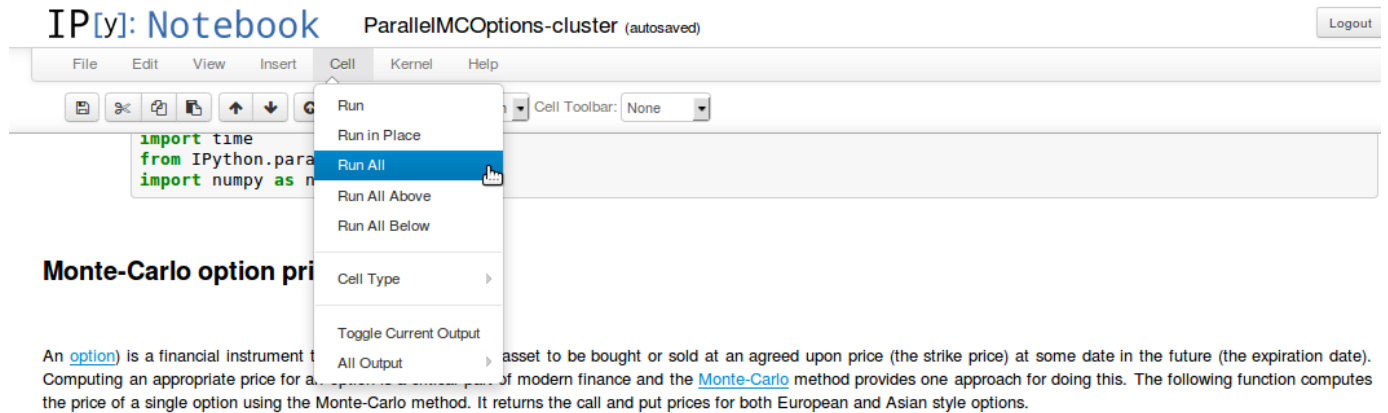 IP[y]: Notebook ParallelMCOptions-cluster (autosaved) Logout
File Edit View Insert Cell Kernel Help
Cell Toolbar: None
Run
Run in Place
Run All
Run All Above
Run All Below
Cell Type
Toggle Current Output
All Output
import time
from IPython.para
import numpy as n
Monte-Carlo option pri
An option) is a financial instrument t asset to be bought or sold at an agreed upon price (the strike price) at some date in the future (the expiration date).
Computing an appropriate price for an option is a critical part of modern finance and the Monte-Carlo method provides one approach for doing this. The following function computes
the price of a single option using the Monte-Carlo method. It returns the call and put prices for both European and Asian style options.